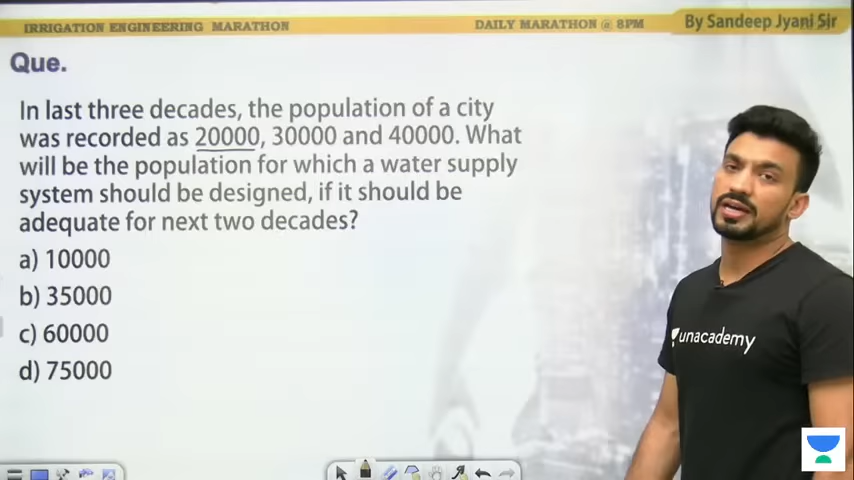 IRRIGATION ENGINEERING MARATHON
DAILY MARATHON @ 8PM
By Sandeep Jyani Sir
Que.
In last three decades, the population of a city
was recorded as 20000, 30000 and 40000. What
will be the population for which a water supply
system should be designed, if it should be
adequate for next two decades?
a) 10000
b) 35000
c) 60000
d) 75000
unacademy